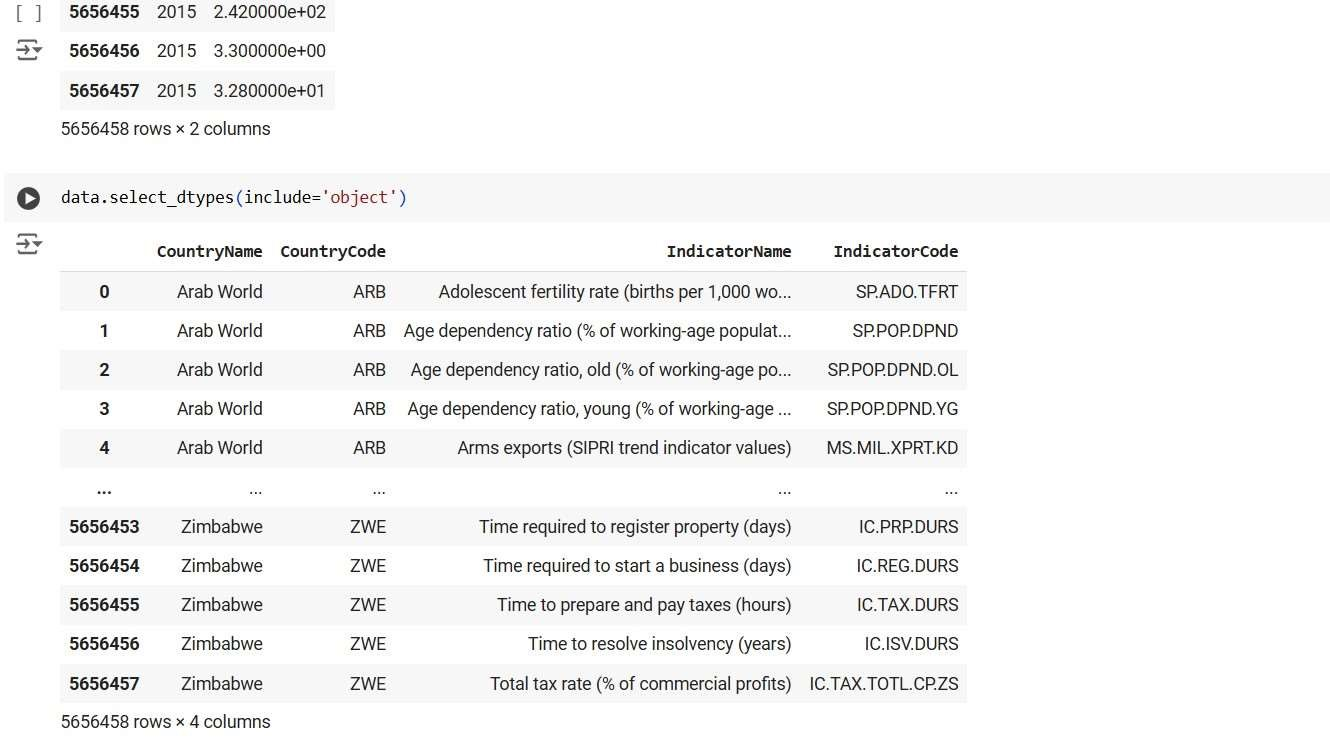 [ ] 5656455 2015 2.420000e+02
5656456 2015 3.300000e+00
5656457 2015 3.280000e+01
5656458 rows × 2 columns
data.select_dtypes(include='object')
CountryName CountryCode IndicatorName IndicatorCode
0 Arab World ARB Adolescent fertility rate (births per 1,000 wo... SP.ADO.TFRT
1 Arab World ARB Age dependency ratio (% of working-age populat... SP.POP.DPND
2 Arab World ARB Age dependency ratio, old (% of working-age po... SP.POP.DPND.OL
3 Arab World ARB Age dependency ratio, young (% of working-age ... SP.POP.DPND.YG
4 Arab World ARB Arms exports (SIPRI trend indicator values) MS.MIL.XPRT.KD
... ... ... ... ...
5656453 Zimbabwe ZWE Time required to register property (days) IC.PRP.DURS
5656454 Zimbabwe ZWE Time required to start a business (days) IC.REG.DURS
5656455 Zimbabwe ZWE Time to prepare and pay taxes (hours) IC.TAX.DURS
5656456 Zimbabwe ZWE Time to resolve insolvency (years) IC.ISV.DURS
5656457 Zimbabwe ZWE Total tax rate (% of commercial profits) IC.TAX.TOTL.CP.ZS
5656458 rows × 4 columns